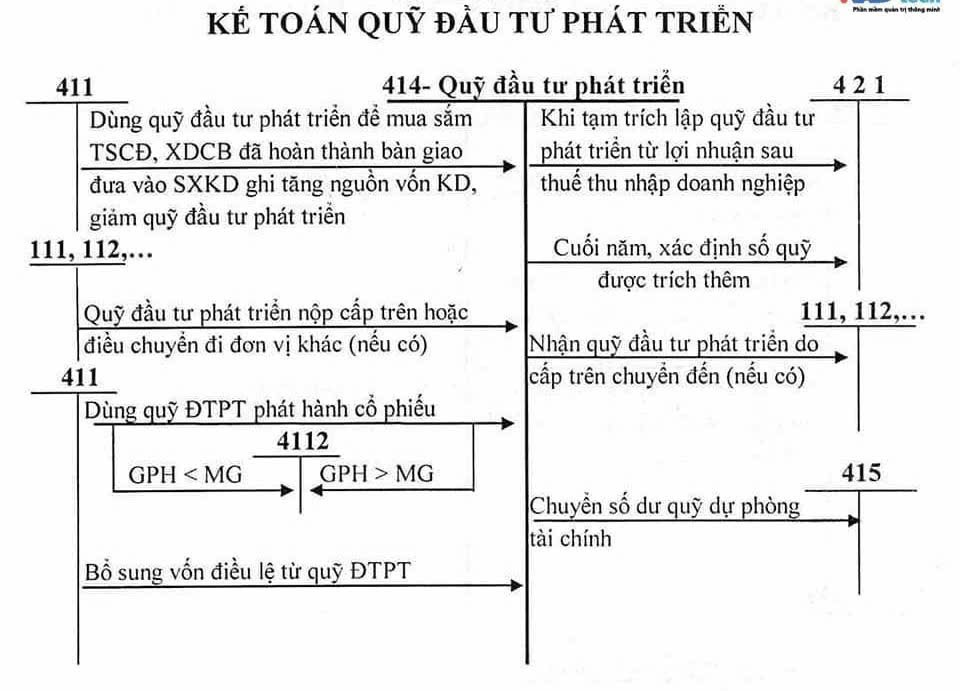 Phần mềm quản trị thông minh
KẾ TOÁN QUỸ ĐẦU TƯ PHÁT TRIỂN
411
414- Quỹ đầu tư phát triển
4 2 1
Dùng quỹ đầu tư phát triển để mua sắm
TSCĐ, XDCB đã hoàn thành bàn giao
đưa vào SXKD ghi tăng nguồn vốn KD,
giảm quỹ đầu tư phát triển
Khi tạm trích lập quỹ đầu tư
phát triển từ lợi nhuận sau
thuế thu nhập doanh nghiệp
111, 112,...
Cuối năm, xác định số quỹ
được trích thêm
Quỹ đầu tư phát triển nộp cấp trên hoặc
điều chuyển đi đơn vị khác (nếu có)
111, 112,...
Nhận quỹ đầu tư phát triển do
cấp trên chuyển đến (nếu có)
411
Dùng quỹ ĐTPT phát hành cổ phiếu
4112
GPH < MG
GPH > MG
415
Chuyển số dư quỹ dự phòng
tài chính
Bổ sung vốn điều lệ từ quỹ ĐTPT